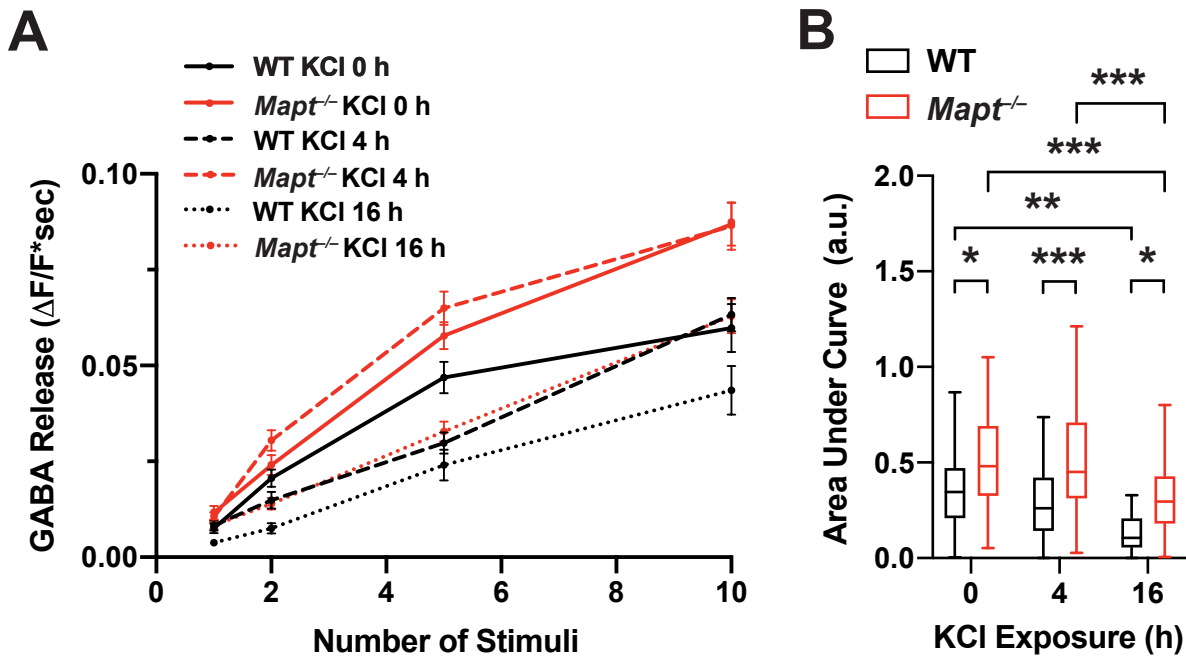 A
WT KCl 0 h
Mapt–/– KCl 0 h
WT KCl 4 h
Mapt–/– KCl 4 h
WT KCl 16 h
Mapt–/– KCl 16 h
GABA Release (ΔF/F*sec)
0.10
0.05
0.00
0 2 4 6 8 10
Number of Stimuli
B
WT
Mapt–/–
***
***
**
* *** *
Area Under Curve (a.u.)
2.0
1.5
1.0
0.5
0.0
0 4 16
KCl Exposure (h)